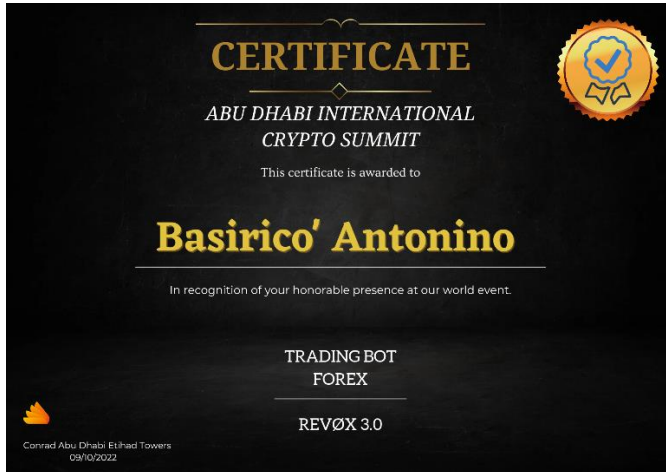 CERTIFICATE
ABU DHABI INTERNATIONAL
CRYPTO SUMMIT
This certificate is awarded to
Basirico' Antonino
In recognition of your honorable presence at our world event.
TRADING BOT
FOREX
REVØX 3.0
Conrad Abu Dhabi Etihad Towers
09/10/2022